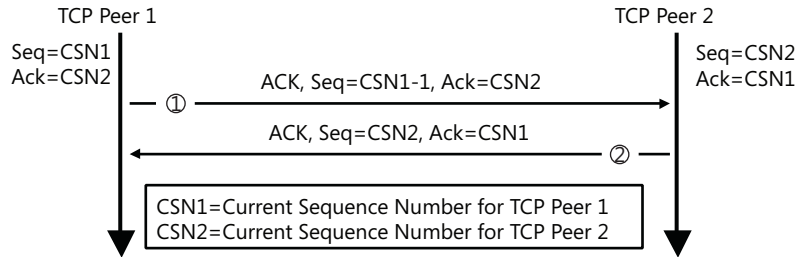 TCP Peer 1
TCP Peer 2
Seq=CSN1
Ack=CSN2
Seq=CSN2
Ack=CSN1
ACK, Seq=CSN1-1, Ack=CSN2
①
ACK, Seq=CSN2, Ack=CSN1
②
CSN1=Current Sequence Number for TCP Peer 1
CSN2=Current Sequence Number for TCP Peer 2